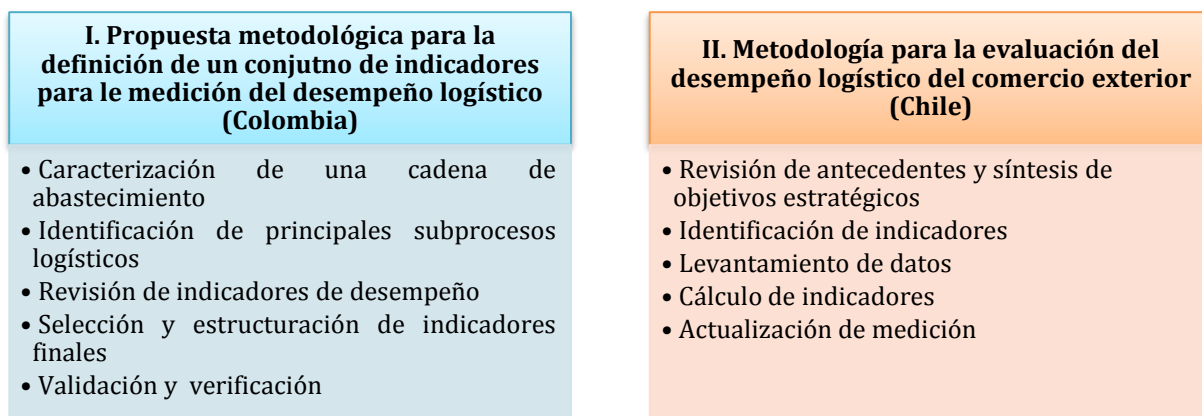 I. Propuesta metodológica para la
definición de un conjutno de indicadores
para le medición del desempeño logístico
(Colombia)
• Caracterización de una cadena de
abastecimiento
• Identificación de principales subprocesos
logísticos
• Revisión de indicadores de desempeño
• Selección y estructuración de indicadores
finales
• Validación y verificación
II. Metodología para la evaluación del
desempeño logístico del comercio exterior
(Chile)
• Revisión de antecedentes y síntesis de
objetivos estratégicos
• Identificación de indicadores
• Levantamiento de datos
• Cálculo de indicadores
• Actualización de medición